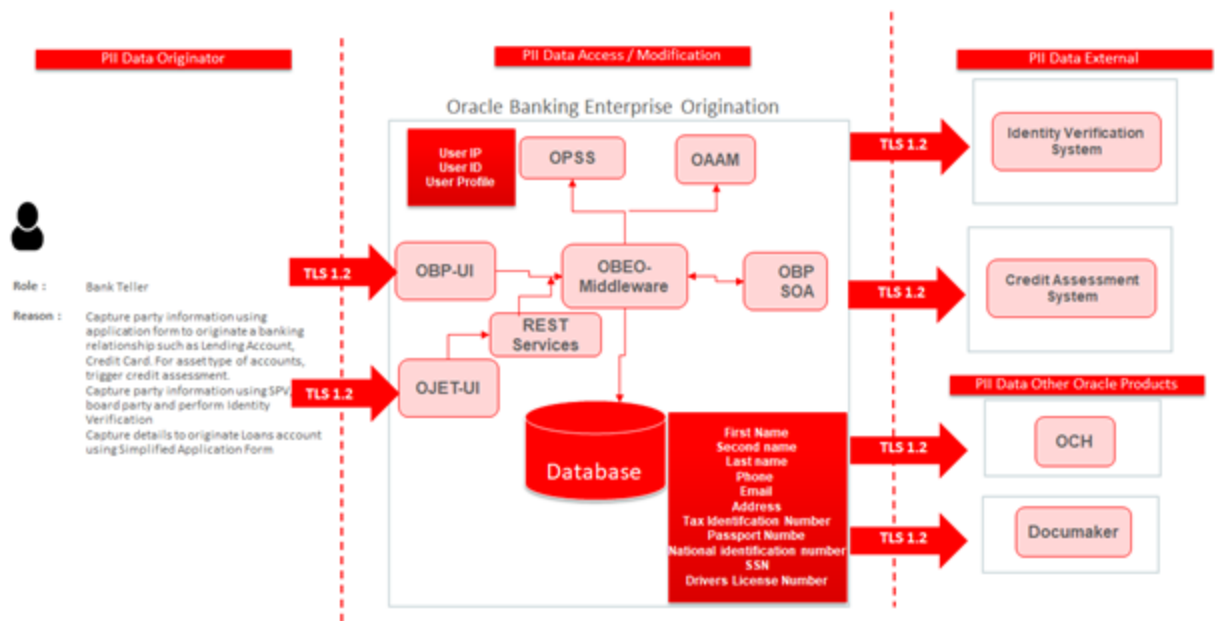 PII Data Originator
Role :
Bank Teller
Reason :
Capture party information using
application form to originate a banking
relationship such as Lending Account,
Credit Card. For asset type of accounts,
trigger credit assessment.
Capture party information using SPV,
board party and perform Identity
Verification
Capture details to originate Loans account
using Simplified Application Form
TLS 1.2
TLS 1.2
PII Data Access / Modification
Oracle Banking Enterprise Origination
User IP
User ID
User Profile
OPSS
OAAM
OBP-UI
OBEO-
Middleware
OBP
SOA
REST
Services
OJET-UI
Database
First Name
Second name
Last name
Phone
Email
Address
Tax Identifcation Number
Passport Numbe
National identification number
SSN
Drivers License Number
TLS 1.2
TLS 1.2
TLS 1.2
TLS 1.2
PII Data External
Identity Verification
System
Credit Assessment
System
PII Data Other Oracle Products
OCH
Documaker